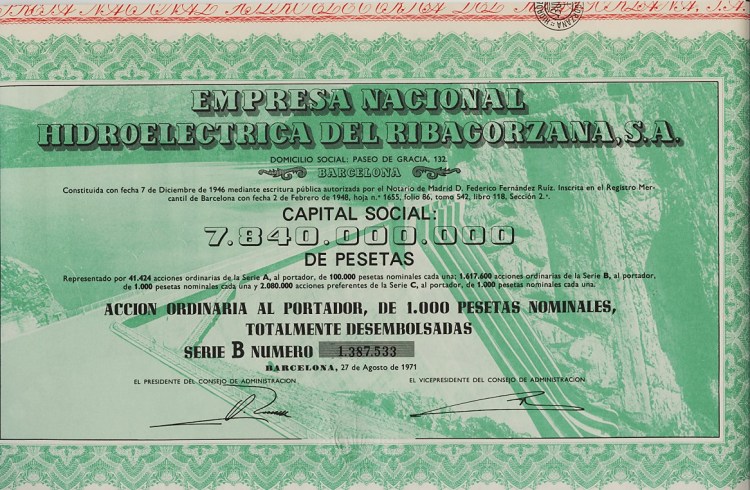 EMPRESA NACIONAL
HIDROELECTRICA DEL RIBAGORZANA, S.A.
DOMICILIO SOCIAL: PASEO DE GRACIA, 132.
BARCELONA
Constituida con fecha 7 de Diciembre de 1946 mediante escritura pública autorizada por el Notario de Madrid D. Federico Fernández Ruiz. Inscrita en el Registro Mer-
cantil de Barcelona con fecha 2 de Febrero de 1948, hoja n.º 1655, folio 86, tomo 542, libro 118, Sección 2.ª.
CAPITAL SOCIAL:
7.840.000.000
DE PESETAS
Representado por 41.424 acciones ordinarias de la Serie A, al portador, de 100.000 pesetas nominales cada una; 1.617.600 acciones ordinarias de la Serie B, al portador,
de 1.000 pesetas nominales cada una y 2.080.000 acciones preferentes de la Serie C, al portador, de 1.000 pesetas nominales cada una.
ACCION ORDINARIA AL PORTADOR, DE 1.000 PESETAS NOMINALES,
TOTALMENTE DESEMBOLSADAS
SERIE B NUMERO 1.387.533
BARCELONA, 27 de Agosto de 1971
EL PRESIDENTE DEL CONSEJO DE ADMINISTRACION
EL VICEPRESIDENTE DEL CONSEJO DE ADMINISTRACION,